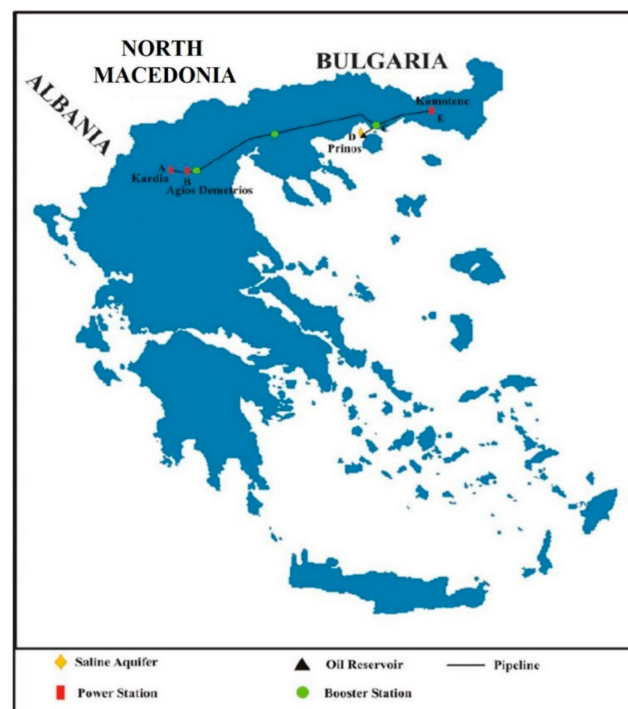 NORTH
MACEDONIA
BULGARIA
ALBANIA
Komotene
E
D
Prinos
A
Kardia
B
Agios Demetrios
Saline Aquifer
Oil Reservoir
Pipeline
Power Station
Booster Station